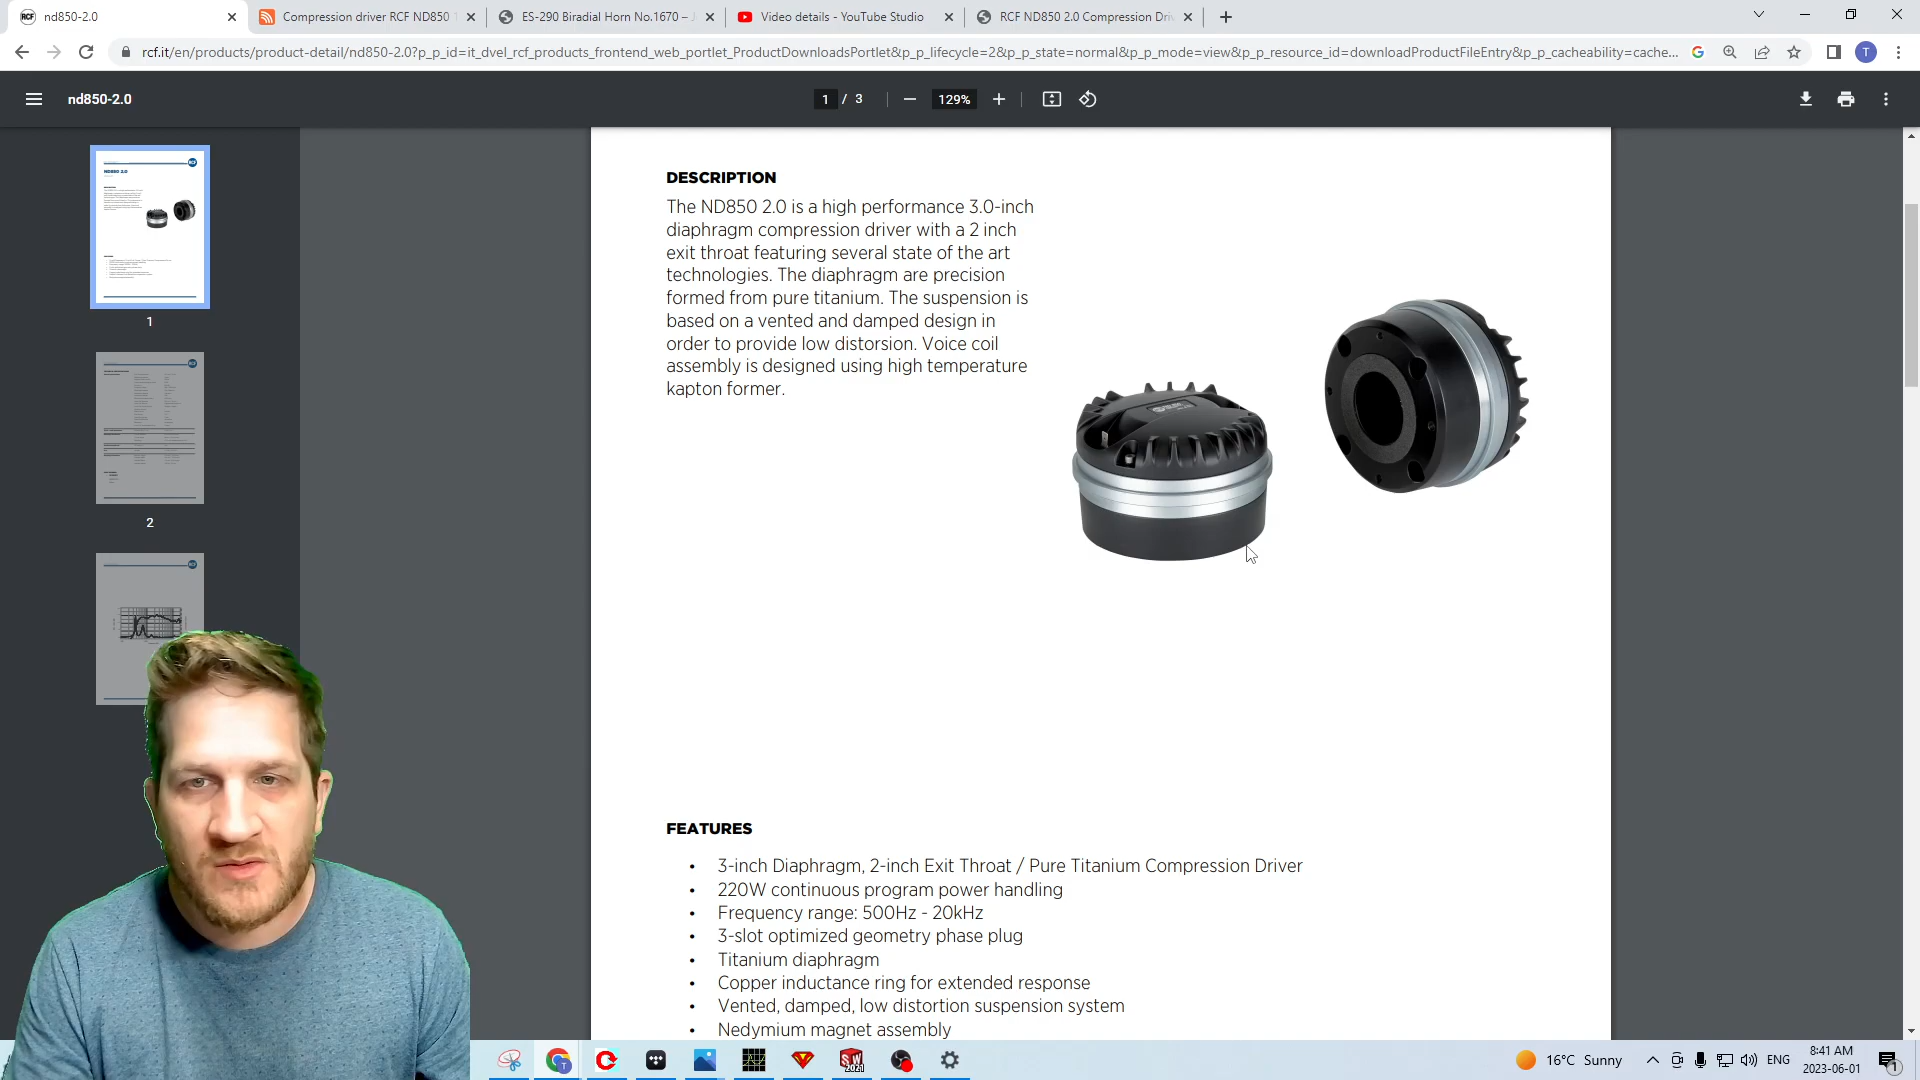 nd850-2.0
Compression driver RCF ND850
ES-290 Biradial Horn No.1670 –
Video details - YouTube Studio
RCF ND850 2.0 Compression Dri
rcf.it/en/products/product-detail/nd850-2.0?p_p_id=it_dvel_rcf_products_frontend_web_portlet_ProductDownloadsPortlet&p_p_lifecycle=2&p_p_state=normal&p_p_mode=view&p_p_resource_id=downloadProductFileEntry&p_p_cacheability=cache...
T
nd850-2.0
1 / 3
129%
DESCRIPTION
The ND850 2.0 is a high performance 3.0-inch
diaphragm compression driver with a 2 inch
exit throat featuring several state of the art
technologies. The diaphragm are precision
formed from pure titanium. The suspension is
based on a vented and damped design in
order to provide low distorsion. Voice coil
assembly is designed using high temperature
kapton former.
1
2
FEATURES
• 3-inch Diaphragm, 2-inch Exit Throat / Pure Titanium Compression Driver
• 220W continuous program power handling
• Frequency range: 500Hz - 20kHz
• 3-slot optimized geometry phase plug
• Titanium diaphragm
• Copper inductance ring for extended response
• Vented, damped, low distortion suspension system
• Nedymium magnet assembly
16°C Sunny
ENG
8:41 AM
2023-06-01